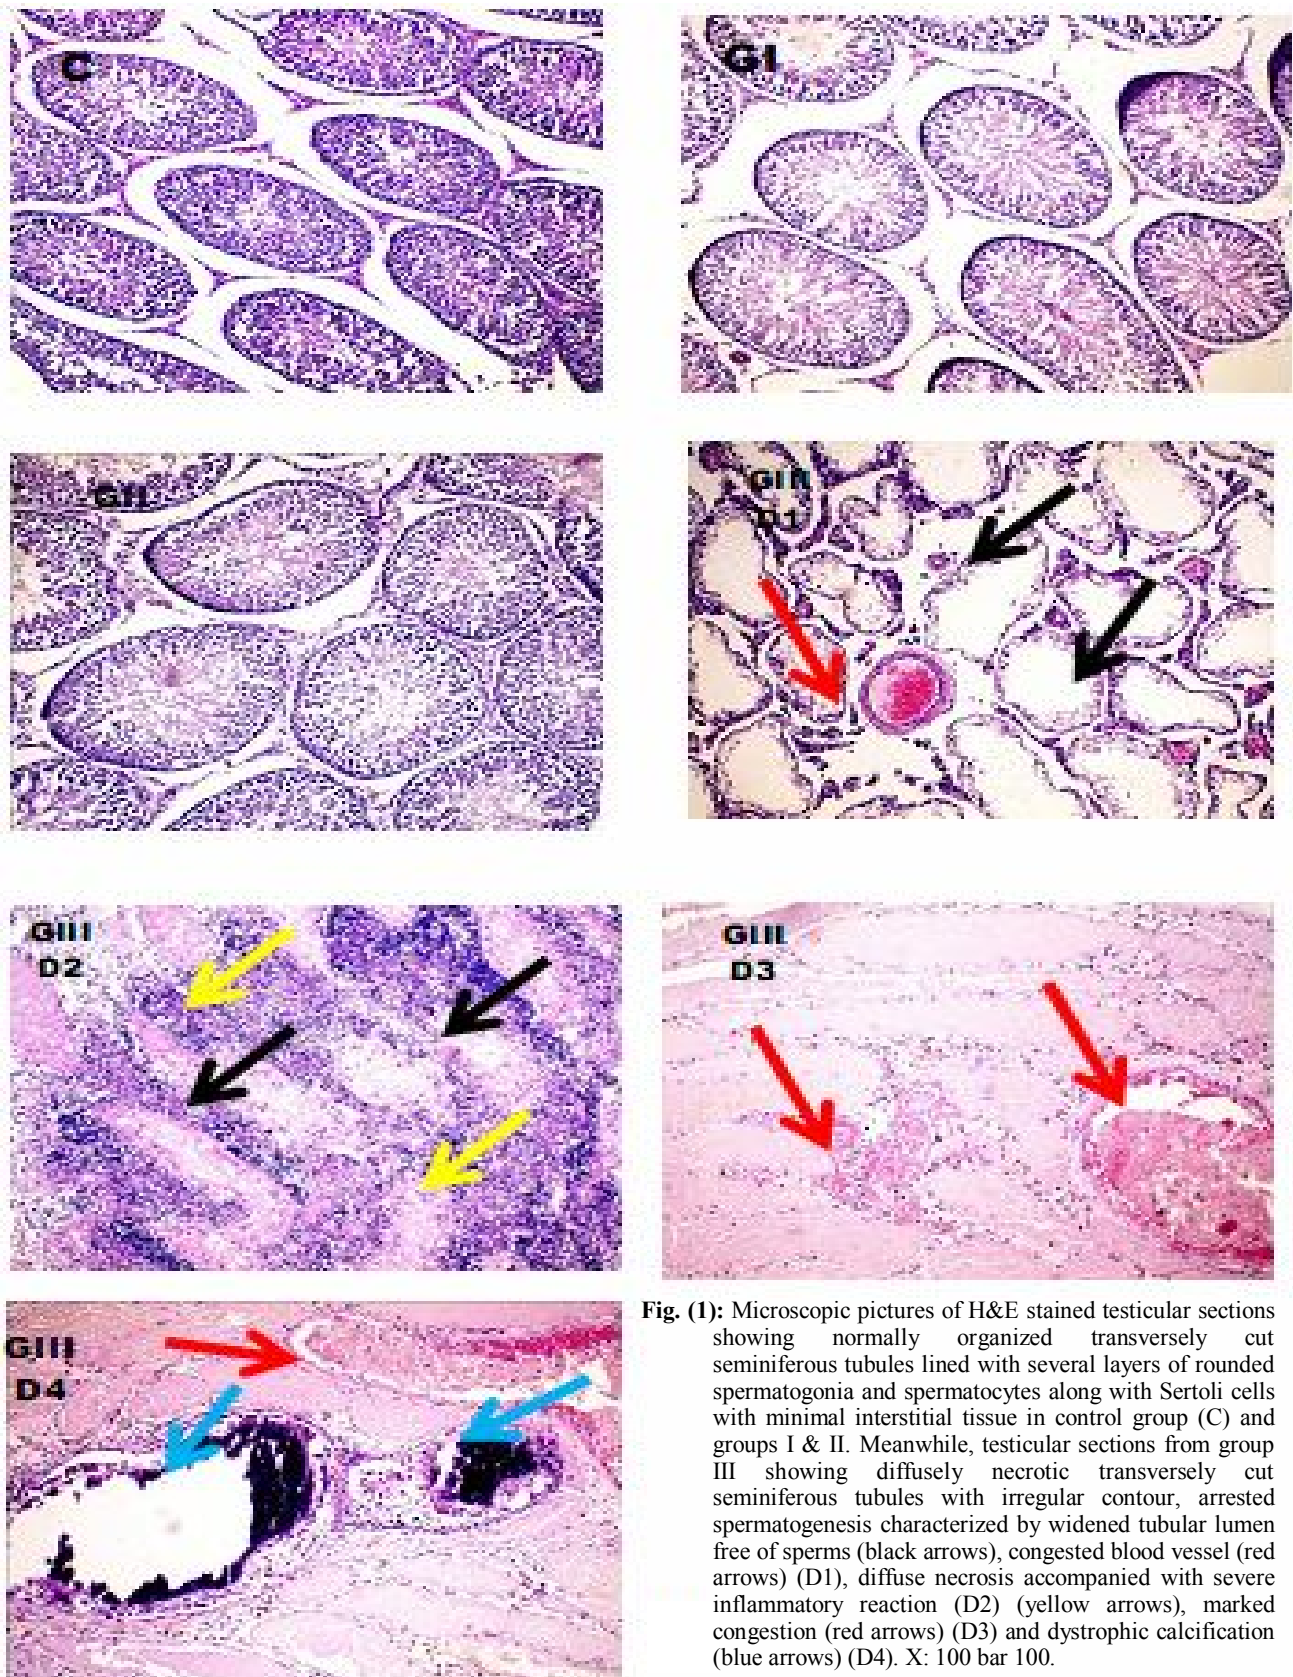 C
GI
GII
GIII
D1
GIII
D2
GIII
D3
GIII
D4
Fig. (1): Microscopic pictures of H&E stained testicular sections
showing normally organized transversely cut
seminiferous tubules lined with several layers of rounded
spermatogonia and spermatocytes along with Sertoli cells
with minimal interstitial tissue in control group (C) and
groups I & II. Meanwhile, testicular sections from group
III showing diffusely necrotic transversely cut
seminiferous tubules with irregular contour, arrested
spermatogenesis characterized by widened tubular lumen
free of sperms (black arrows), congested blood vessel (red
arrows) (D1), diffuse necrosis accompanied with severe
inflammatory reaction (D2) (yellow arrows), marked
congestion (red arrows) (D3) and dystrophic calcification
(blue arrows) (D4). X: 100 bar 100.